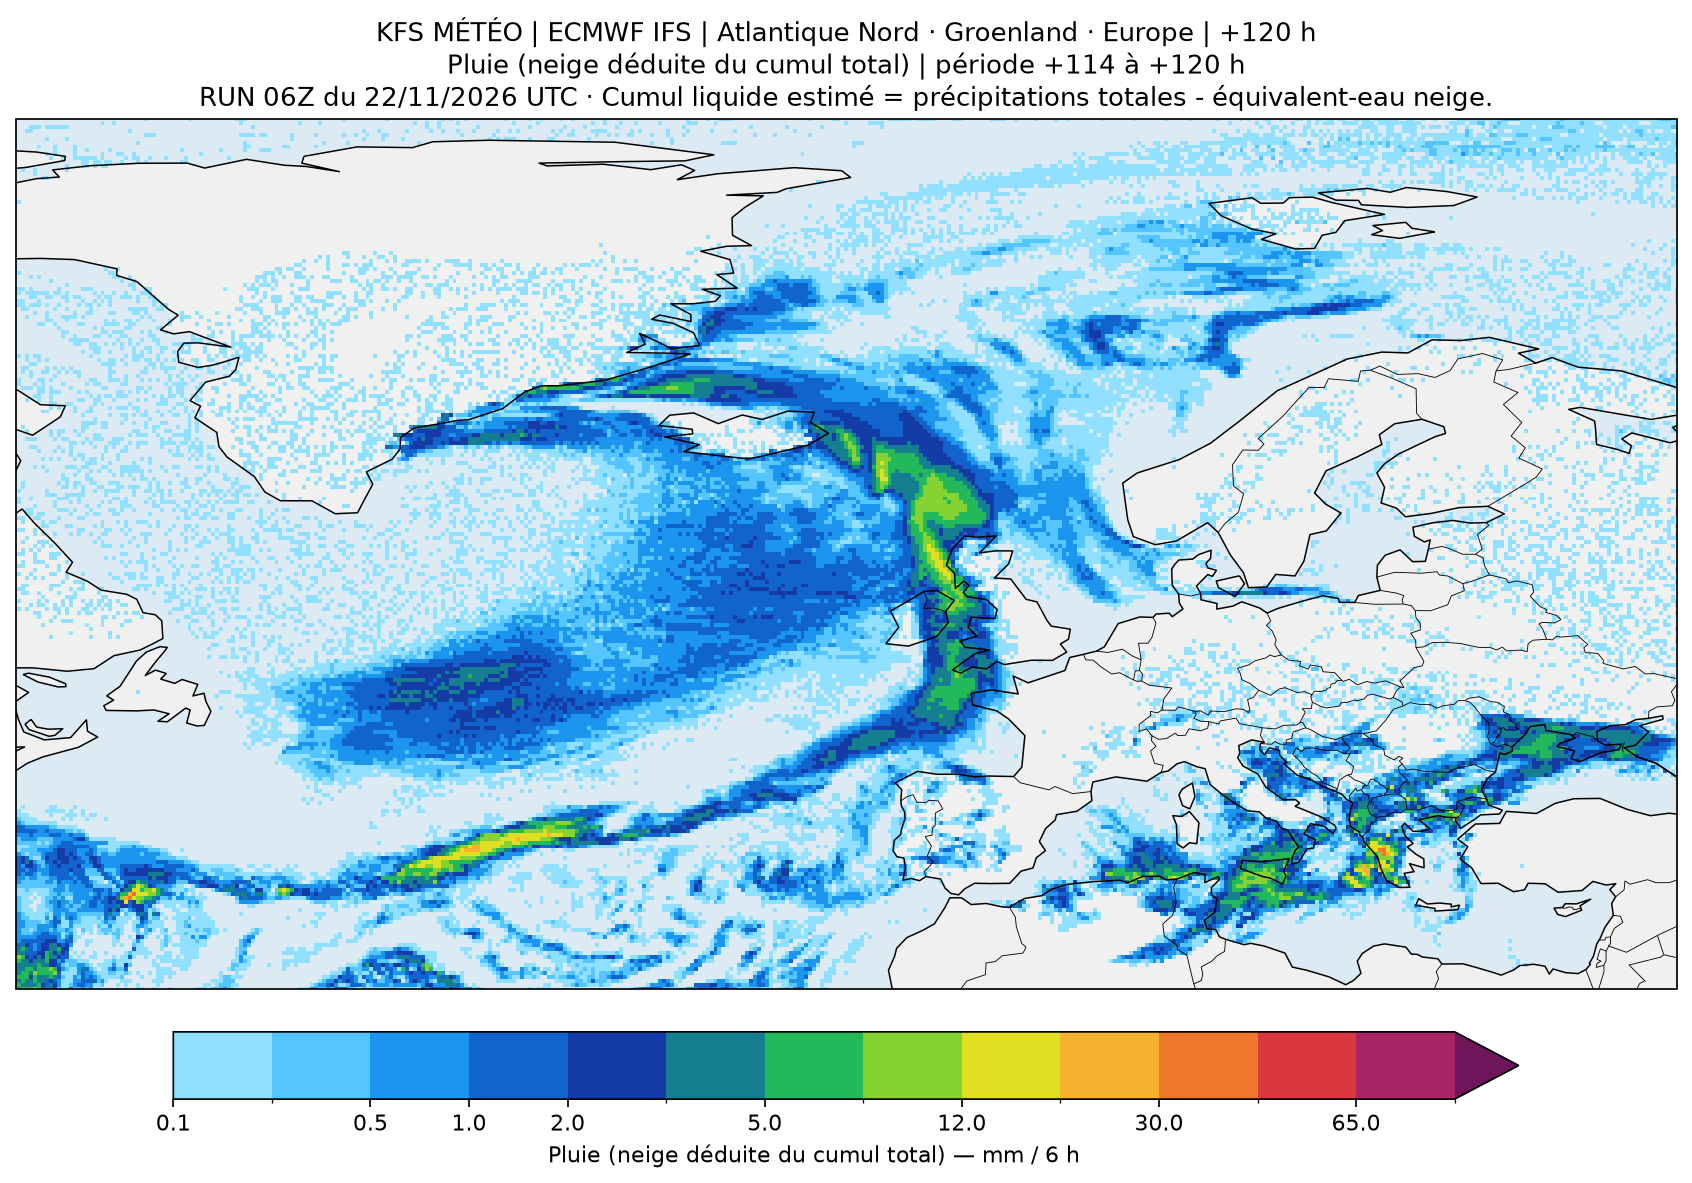 KFS MÉTÉO | ECMWF IFS | Atlantique Nord · Groenland · Europe | +120 h
Pluie (neige déduite du cumul total) | période +114 à +120 h
RUN 06Z du 22/11/2026 UTC · Cumul liquide estimé = précipitations totales - équivalent-eau neige.
0.1 0.5 1.0 2.0 5.0 12.0 30.0 65.0
Pluie (neige déduite du cumul total) — mm / 6 h